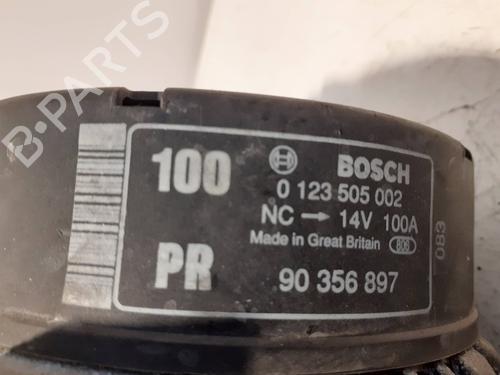 B-PARTS
100
BOSCH
0 123 505 002
NC → 14V 100A
Made in Great Britain 809
083
PR
90 356 897